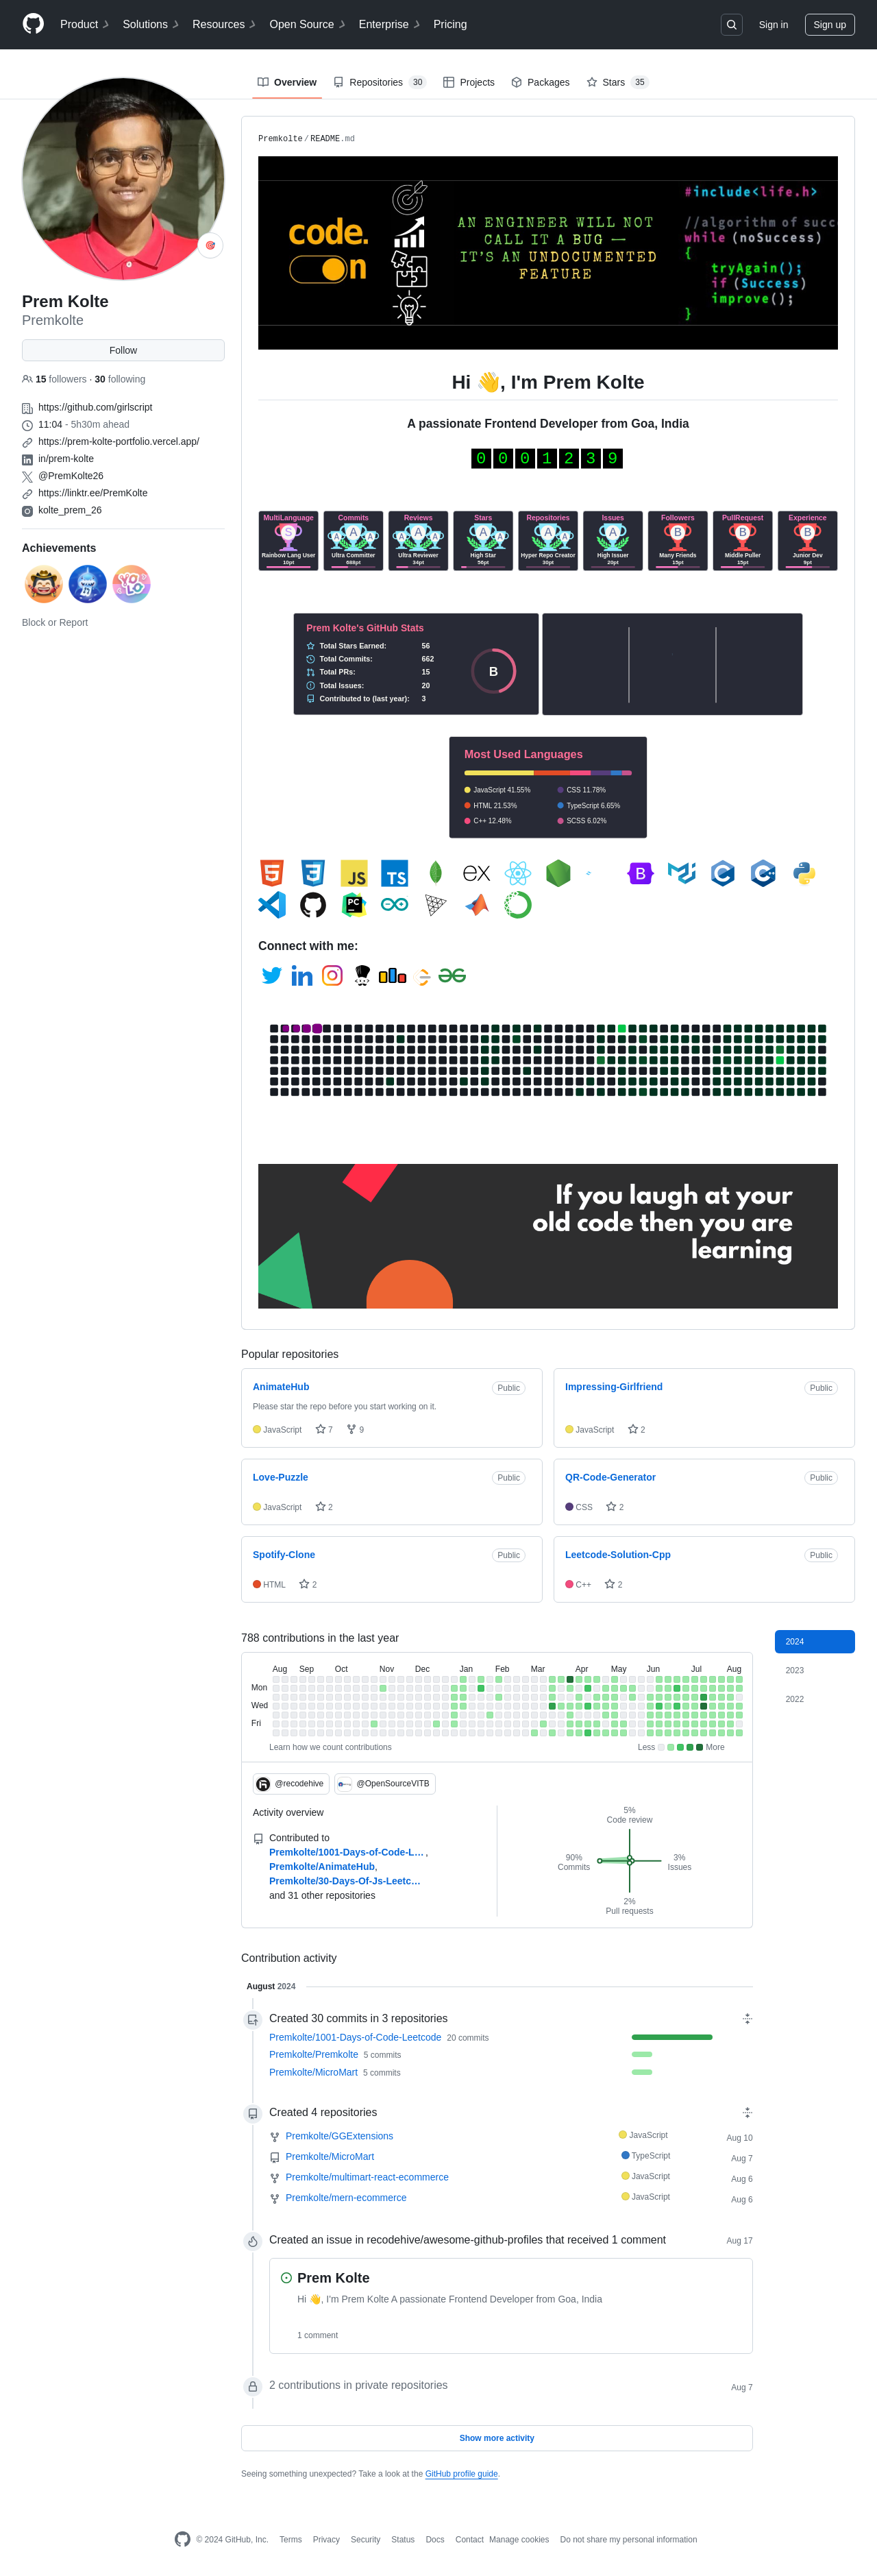 Product Solutions Resources Open Source Enterprise Pricing Sign in Sign up
Overview Repositories 30 Projects Packages Stars 35
Prem Kolte
Premkolte
Follow
15 followers · 30 following
https://github.com/girlscript
11:04 - 5h30m ahead
https://prem-kolte-portfolio.vercel.app/
in/prem-kolte
@PremKolte26
https://linktr.ee/PremKolte
kolte_prem_26
Achievements
YOLO
Block or Report
Premkolte/README.md
code.
on
AN ENGINEER WILL NOT
CALL IT A BUG —
IT'S AN UNDOCUMENTED
FEATURE
#include<life.h>
//algorithm of succ
while (noSuccess)
{
tryAgain();
if (Success)
improve();
}
Hi 👋, I'm Prem Kolte
A passionate Frontend Developer from Goa, India
0001239
MultiLanguage Commits Reviews Stars Repositories Issues Followers PullRequest Experience
S A A A A A A A A A A A B B B
Rainbow Lang User Ultra Committer Ultra Reviewer High Star Hyper Repo Creator High Issuer Many Friends Middle Puller Junior Dev
10pt 688pt 34pt 56pt 30pt 20pt 15pt 15pt 9pt
Prem Kolte's GitHub Stats
Total Stars Earned: 56
Total Commits: 662
Total PRs: 15
Total Issues: 20
Contributed to (last year): 3
B
Most Used Languages
JavaScript 41.55% CSS 11.78%
HTML 21.53% TypeScript 6.65%
C++ 12.48% SCSS 6.02%
JS TS ex B C C++
PC
Connect with me:
If you laugh at your
old code then you are
learning
Popular repositories
AnimateHub Public
Please star the repo before you start working on it.
JavaScript 7 9
Impressing-Girlfriend Public
JavaScript 2
Love-Puzzle Public
JavaScript 2
QR-Code-Generator Public
CSS 2
Spotify-Clone Public
HTML 2
Leetcode-Solution-Cpp Public
C++ 2
788 contributions in the last year
2024
2023
2022
Aug Sep Oct Nov Dec Jan Feb Mar Apr May Jun Jul Aug
Mon
Wed
Fri
Learn how we count contributions Less More
@recodehive @OpenSourceVITB
Activity overview
Contributed to
Premkolte/1001-Days-of-Code-L… ,
Premkolte/AnimateHub,
Premkolte/30-Days-Of-Js-Leetc…
and 31 other repositories
5%
Code review
90%
Commits
3%
Issues
2%
Pull requests
Contribution activity
August 2024
Created 30 commits in 3 repositories
Premkolte/1001-Days-of-Code-Leetcode 20 commits
Premkolte/Premkolte 5 commits
Premkolte/MicroMart 5 commits
Created 4 repositories
Premkolte/GGExtensions JavaScript Aug 10
Premkolte/MicroMart TypeScript Aug 7
Premkolte/multimart-react-ecommerce JavaScript Aug 6
Premkolte/mern-ecommerce JavaScript Aug 6
Created an issue in recodehive/awesome-github-profiles that received 1 comment Aug 17
Prem Kolte
Hi 👋, I'm Prem Kolte A passionate Frontend Developer from Goa, India
1 comment
2 contributions in private repositories Aug 7
Show more activity
Seeing something unexpected? Take a look at the GitHub profile guide.
© 2024 GitHub, Inc. Terms Privacy Security Status Docs Contact Manage cookies Do not share my personal information